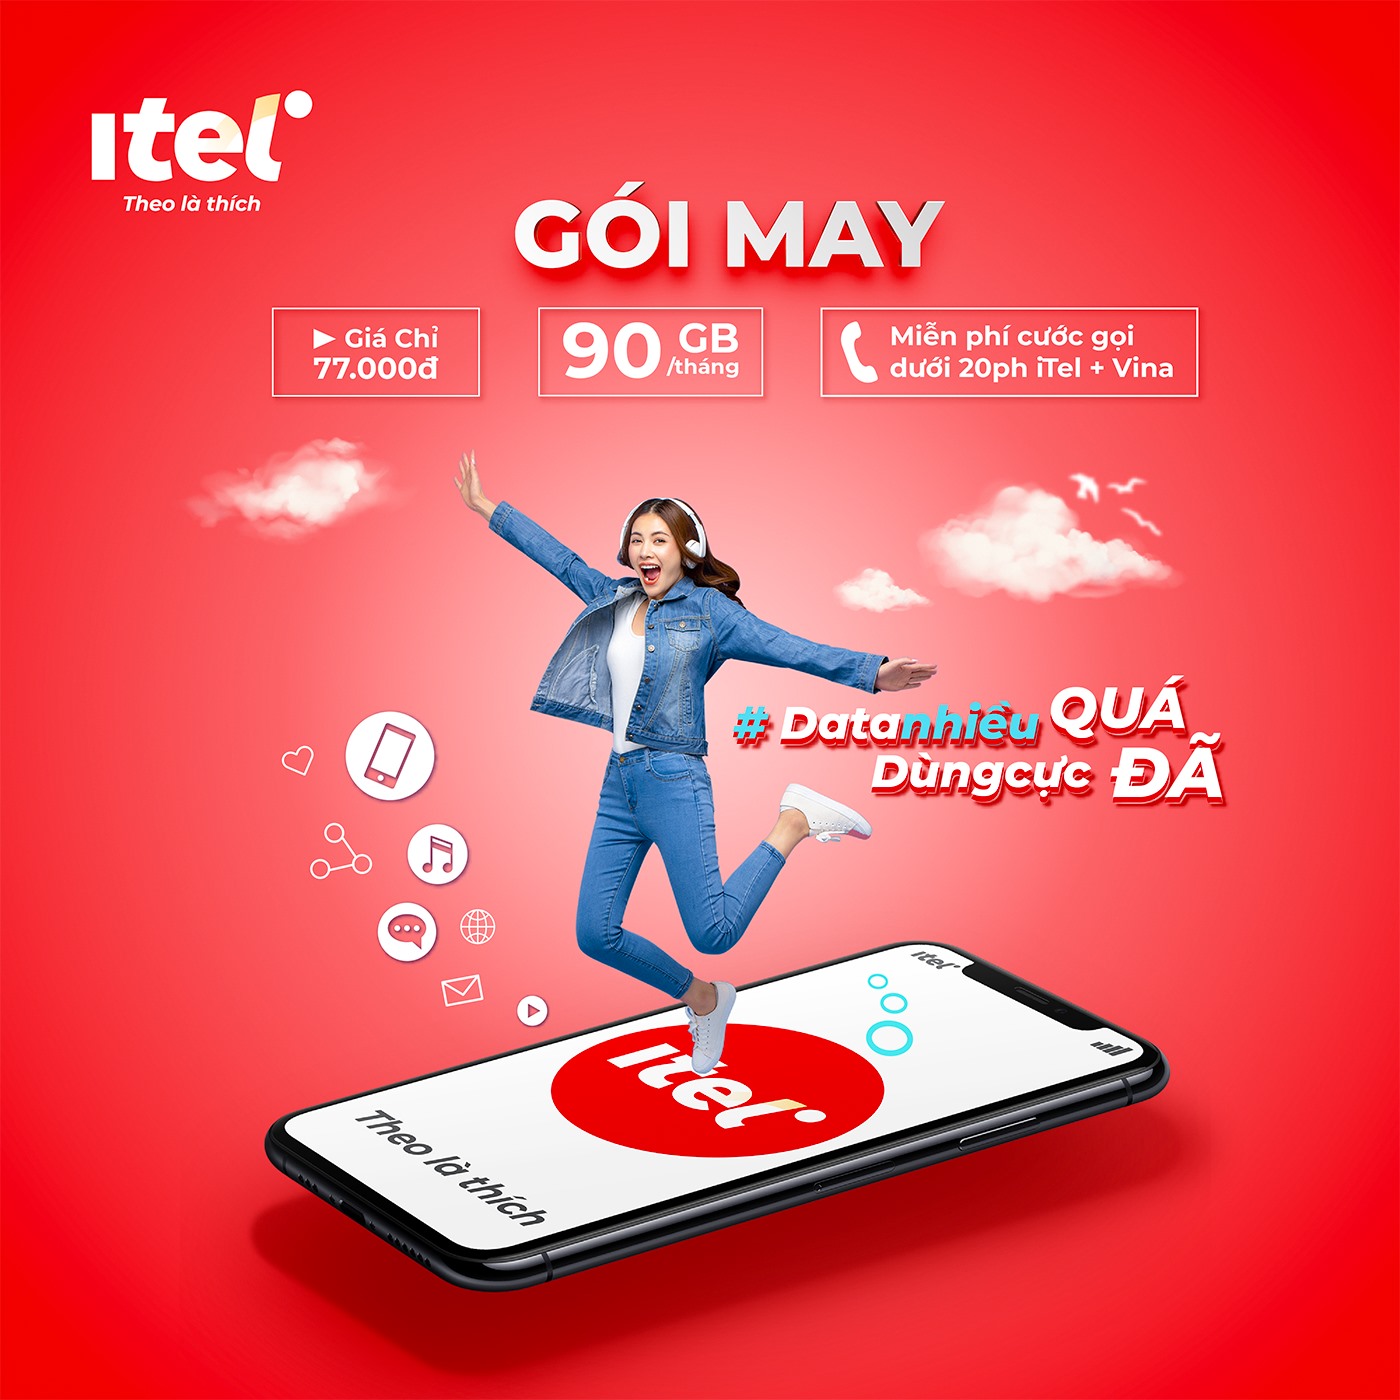 itel
Theo là thích
GÓI MAY
Giá Chỉ
77.000đ
90 GB
/tháng
Miễn phí cước gọi
dưới 20ph iTel + Vina
# Datanhiều QUÁ
Dùngcực ĐÃ
itel
itel
Theo là thích